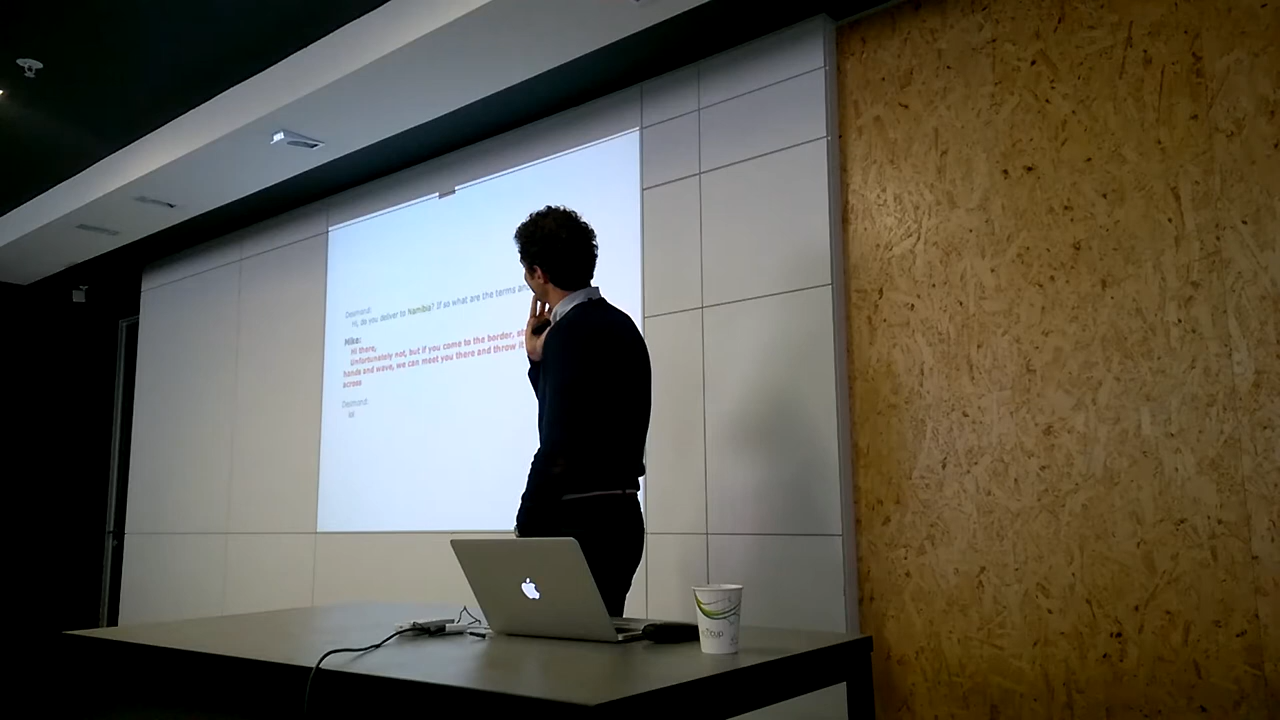 Desmond:
Hi, do you deliver to Namibia? If so what are the terms and
Mike:
Hi there,
Unfortunately not, but if you come to the border,
hands and wave, we can meet you there and throw it
across
Desmond:
lol